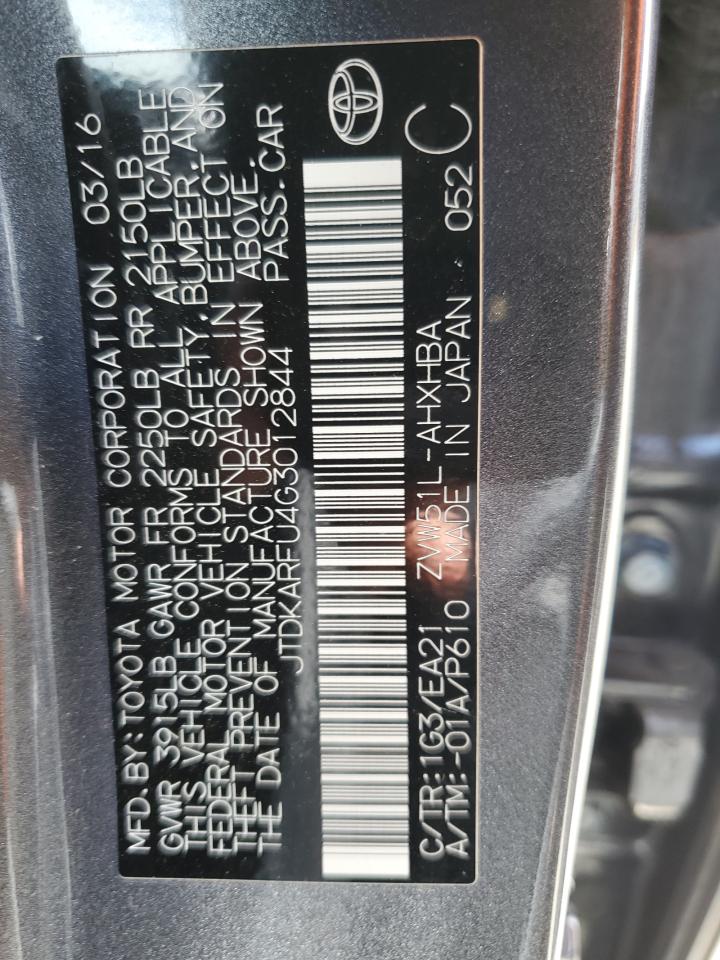 MFD. BY: TOYOTA MOTOR CORPORATION 03/16
GVWR 3915LB GAWR FR 2250LB RR 2150LB
THIS VEHICLE CONFORMS TO ALL APPLICABLE
FEDERAL MOTOR VEHICLE SAFETY, BUMPER, AND
THEFT PREVENTION STANDARDS IN EFFECT ON
THE DATE OF MANUFACTURE SHOWN ABOVE.
JTDKARFU4G3012844 PASS. CAR
C/TR: 1G3/EA21 ZVW51L-AHXHBA
A/TM: -01A/P610 MADE IN JAPAN 052 C